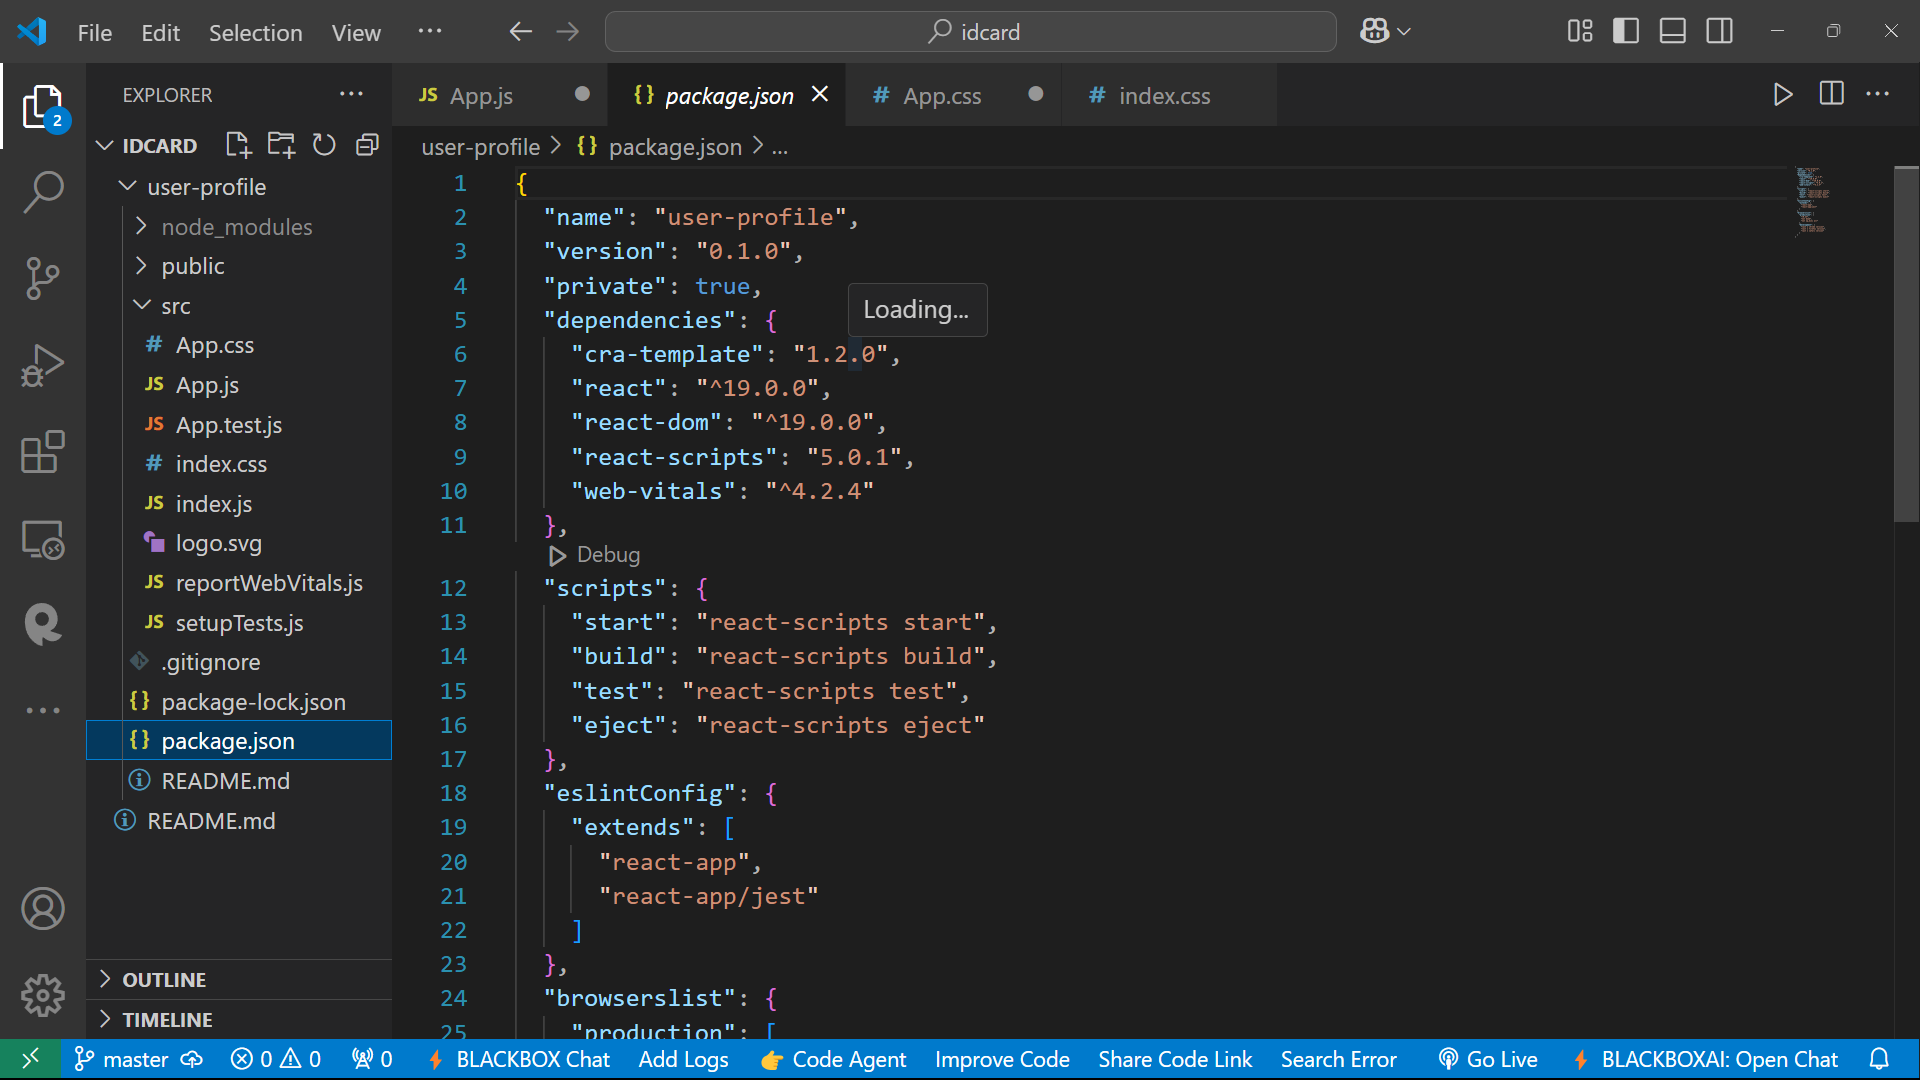 File Edit Selection View ... idcard
EXPLORER ...
IDCARD
user-profile
node_modules
public
src
# App.css
JS App.js
JS App.test.js
# index.css
JS index.js
logo.svg
JS reportWebVitals.js
JS setupTests.js
.gitignore
{} package-lock.json
{} package.json
README.md
README.md
OUTLINE
TIMELINE
2
JS App.js {} package.json # App.css # index.css
user-profile > {} package.json > ...
1 {
2 "name": "user-profile",
3 "version": "0.1.0",
4 "private": true,
5 "dependencies": {
Loading...
6 "cra-template": "1.2.0",
7 "react": "^19.0.0",
8 "react-dom": "^19.0.0",
9 "react-scripts": "5.0.1",
10 "web-vitals": "^4.2.4"
11 },
Debug
12 "scripts": {
13 "start": "react-scripts start",
14 "build": "react-scripts build",
15 "test": "react-scripts test",
16 "eject": "react-scripts eject"
17 },
18 "eslintConfig": {
19 "extends": [
20 "react-app",
21 "react-app/jest"
22 ]
23 },
24 "browserslist": {
25 "production": [
master 0 0 0 BLACKBOX Chat Add Logs 👉 Code Agent Improve Code Share Code Link Search Error Go Live BLACKBOXAI: Open Chat